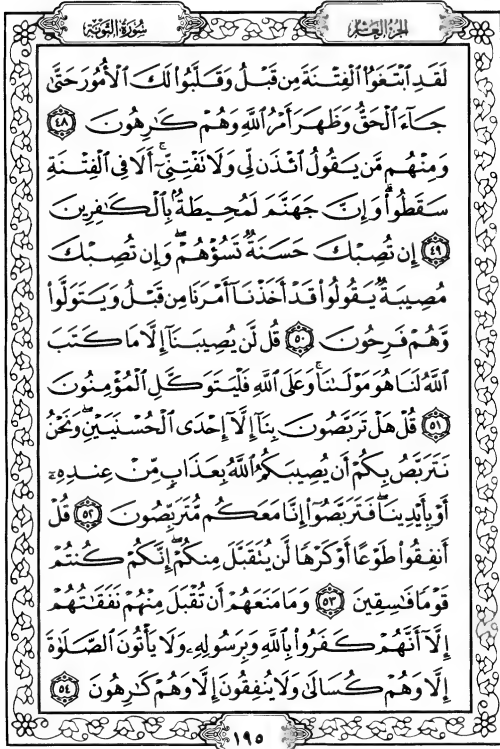 سُورَةُ التَّوْبَةِ
الجُزْءُ العَاشِرُ
لَقَدِ ٱبْتَغَوُا۟ ٱلْفِتْنَةَ مِن قَبْلُ وَقَلَّبُوا۟ لَكَ ٱلْأُمُورَ حَتَّىٰ
جَآءَ ٱلْحَقُّ وَظَهَرَ أَمْرُ ٱللَّهِ وَهُمْ كَٰرِهُونَ ٤٨
وَمِنْهُم مَّن يَقُولُ ٱئْذَن لِّى وَلَا تَفْتِنِّىٓ ۚ أَلَا فِى ٱلْفِتْنَةِ
سَقَطُوا۟ ۗ وَإِنَّ جَهَنَّمَ لَمُحِيطَةٌۢ بِٱلْكَٰفِرِينَ
٤٩ إِن تُصِبْكَ حَسَنَةٌ تَسُؤْهُمْ ۖ وَإِن تُصِبْكَ
مُصِيبَةٌ يَقُولُوا۟ قَدْ أَخَذْنَآ أَمْرَنَا مِن قَبْلُ وَيَتَوَلَّوا۟
وَّهُمْ فَرِحُونَ ٥٠ قُل لَّن يُصِيبَنَآ إِلَّا مَا كَتَبَ
ٱللَّهُ لَنَا هُوَ مَوْلَىٰنَا ۚ وَعَلَى ٱللَّهِ فَلْيَتَوَكَّلِ ٱلْمُؤْمِنُونَ
٥١ قُلْ هَلْ تَرَبَّصُونَ بِنَآ إِلَّآ إِحْدَى ٱلْحُسْنَيَيْنِ ۖ وَنَحْنُ
نَتَرَبَّصُ بِكُمْ أَن يُصِيبَكُمُ ٱللَّهُ بِعَذَابٍ مِّنْ عِندِهِۦٓ
أَوْ بِأَيْدِينَا ۖ فَتَرَبَّصُوٓا۟ إِنَّا مَعَكُم مُّتَرَبِّصُونَ ٥٢ قُلْ
أَنفِقُوا۟ طَوْعًا أَوْ كَرْهًا لَّن يُتَقَبَّلَ مِنكُمْ ۖ إِنَّكُمْ كُنتُمْ
قَوْمًا فَٰسِقِينَ ٥٣ وَمَا مَنَعَهُمْ أَن تُقْبَلَ مِنْهُمْ نَفَقَٰتُهُمْ
إِلَّآ أَنَّهُمْ كَفَرُوا۟ بِٱللَّهِ وَبِرَسُولِهِۦ وَلَا يَأْتُونَ ٱلصَّلَوٰةَ
إِلَّا وَهُمْ كُسَالَىٰ وَلَا يُنفِقُونَ إِلَّا وَهُمْ كَٰرِهُونَ ٥٤
١٩٥